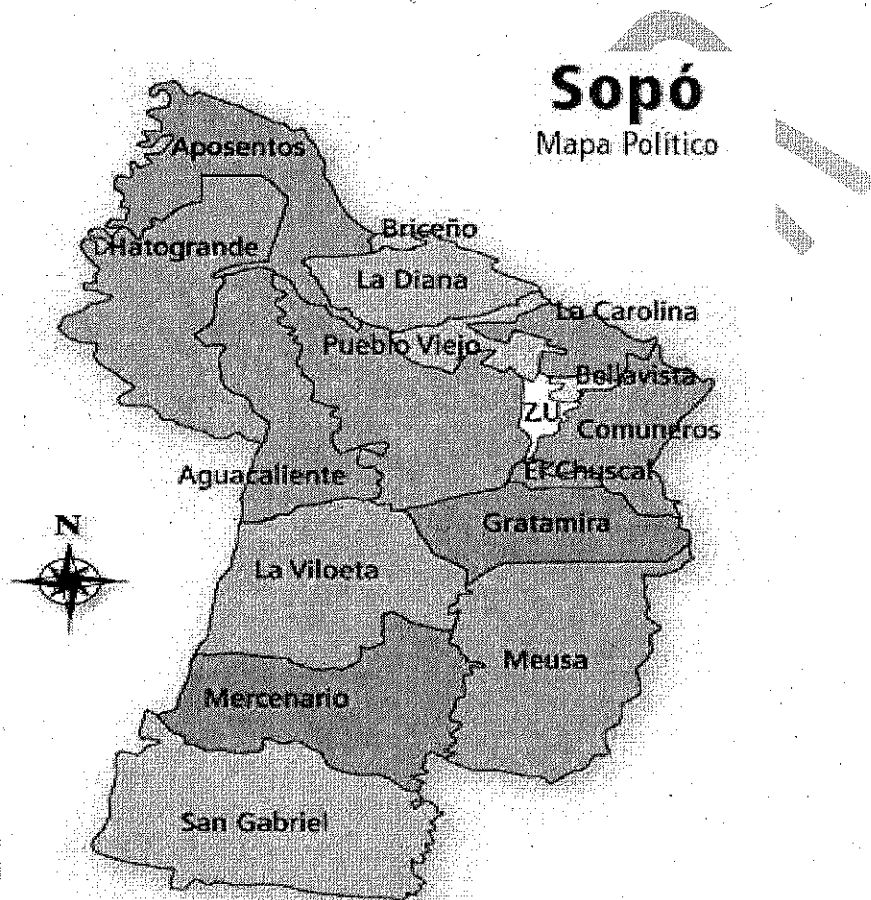 Sopó
Mapa Político
Aposentos
Briceño
Hatogrande
La Diana
La Carolina
Pueblo Viejo
Bellavista
ZU
Comuneros
El Chuscal
Aguacaliente
Gratamira
N
La Viloeta
Meusa
Mercenario
San Gabriel